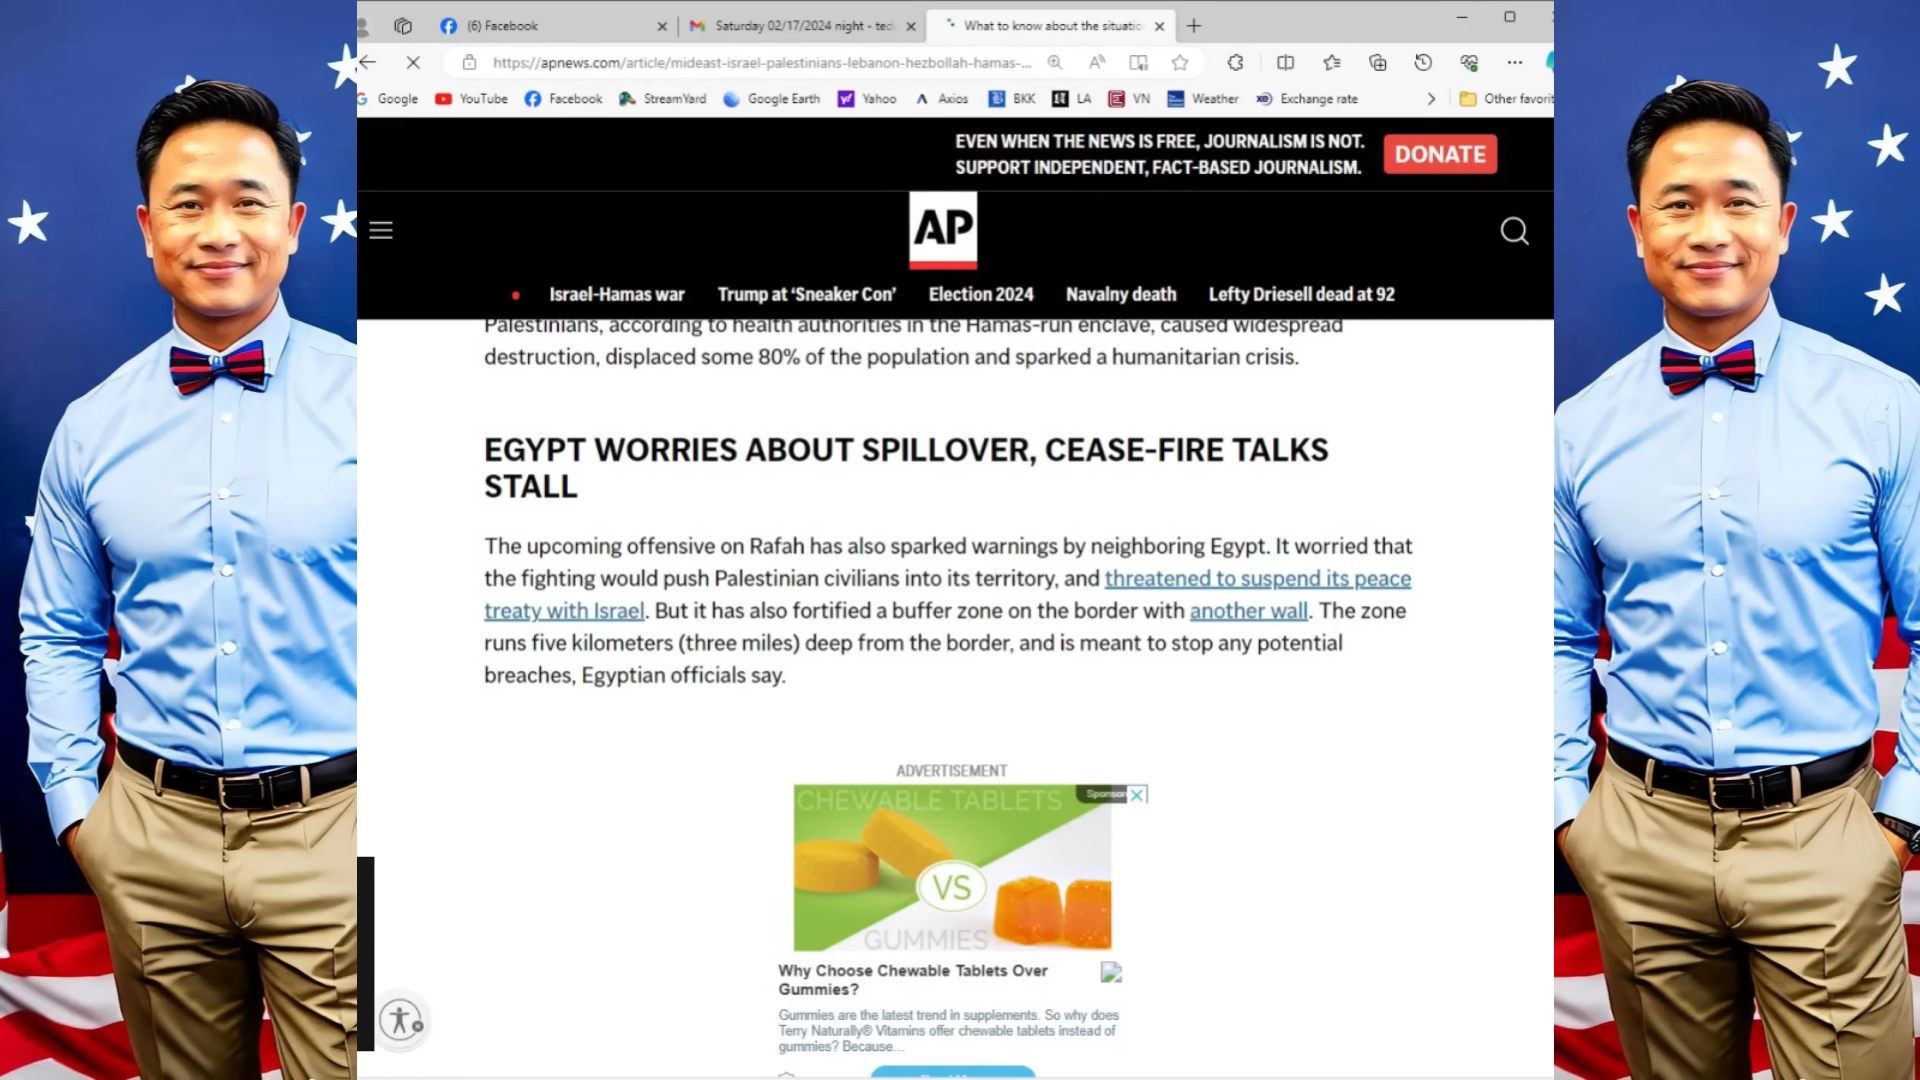 (6) Facebook
Saturday 02/17/2024 night - ted
What to know about the situatio
https://apnews.com/article/mideast-israel-palestinians-lebanon-hezbollah-hamas-...
Google YouTube Facebook StreamYard Google Earth Yahoo Axios BKK LA VN Weather Exchange rate Other favorit
EVEN WHEN THE NEWS IS FREE, JOURNALISM IS NOT.
SUPPORT INDEPENDENT, FACT-BASED JOURNALISM.
DONATE
AP
Israel-Hamas war Trump at ‘Sneaker Con’ Election 2024 Navalny death Lefty Driesell dead at 92
Palestinians, according to health authorities in the Hamas-run enclave, caused widespread
destruction, displaced some 80% of the population and sparked a humanitarian crisis.
EGYPT WORRIES ABOUT SPILLOVER, CEASE-FIRE TALKS
STALL
The upcoming offensive on Rafah has also sparked warnings by neighboring Egypt. It worried that
the fighting would push Palestinian civilians into its territory, and threatened to suspend its peace
treaty with Israel. But it has also fortified a buffer zone on the border with another wall. The zone
runs five kilometers (three miles) deep from the border, and is meant to stop any potential
breaches, Egyptian officials say.
ADVERTISEMENT
CHEWABLE TABLETS
Sponsor
VS
GUMMIES
Why Choose Chewable Tablets Over
Gummies?
Gummies are the latest trend in supplements. So why does
Terry Naturally® Vitamins offer chewable tablets instead of
gummies? Because...